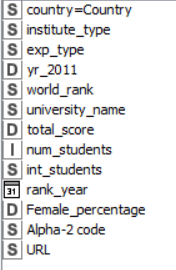 S country=Country
S institute_type
S exp_type
D yr_2011
S world_rank
S university_name
D total_score
I num_students
S int_students
31 rank_year
D Female_percentage
S Alpha-2 code
S URL